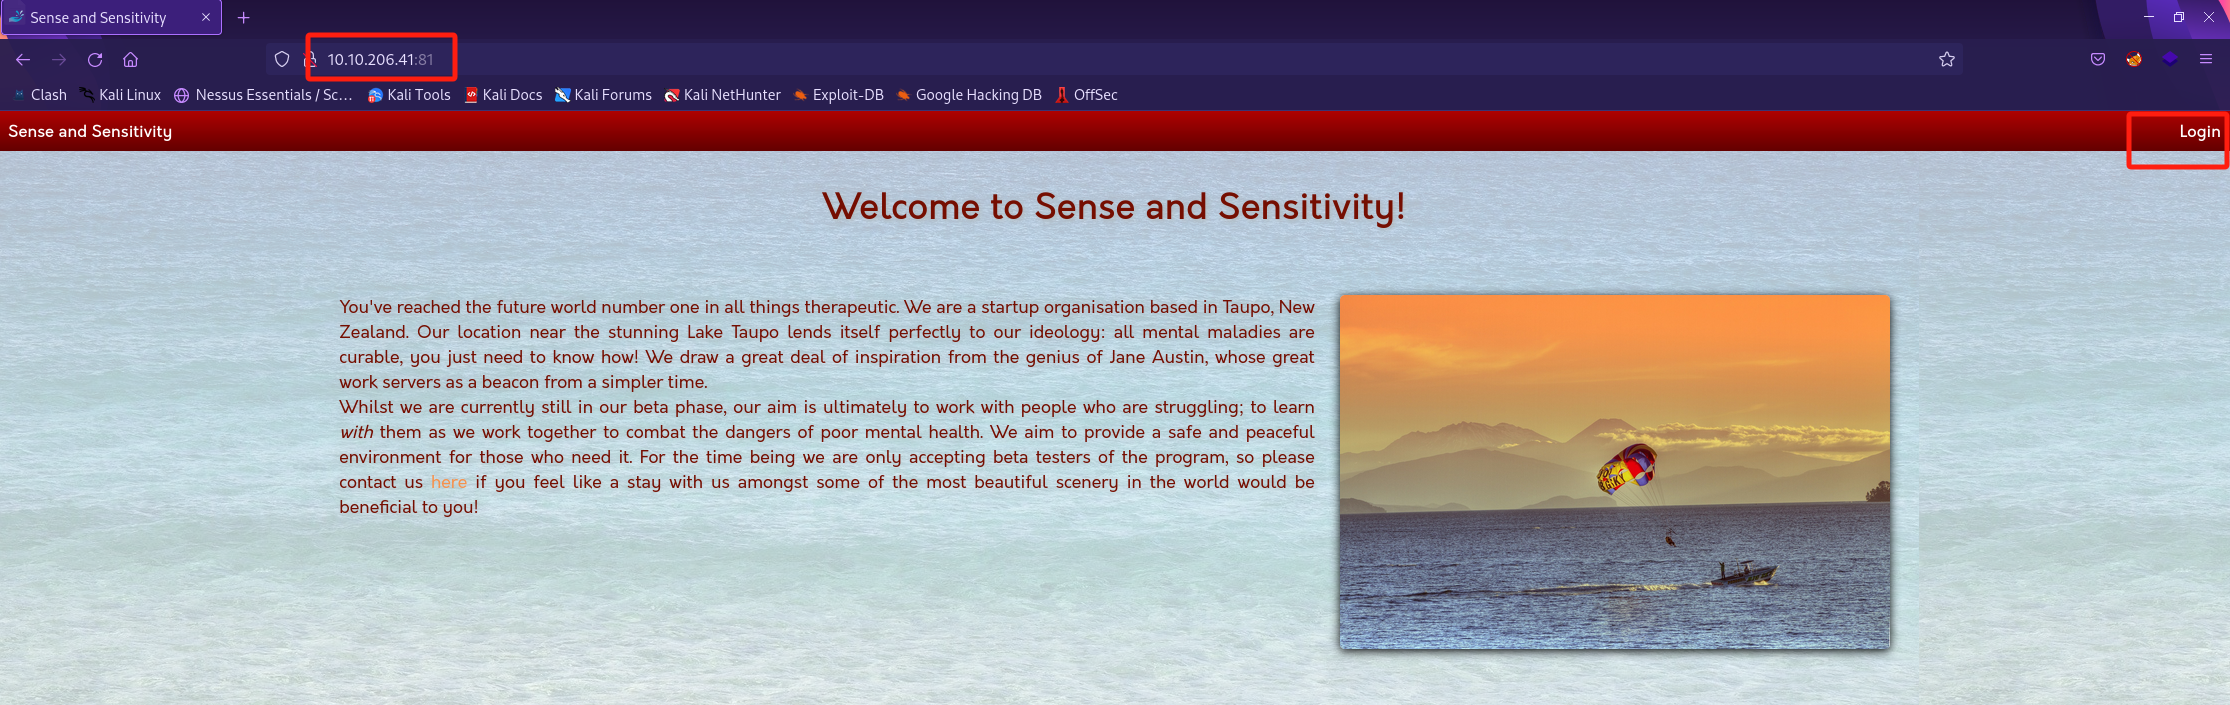 Sense and Sensitivity
10.10.206.41:81
Clash Kali Linux Nessus Essentials / Sc... Kali Tools Kali Docs Kali Forums Kali NetHunter Exploit-DB Google Hacking DB OffSec
Sense and Sensitivity Login
Welcome to Sense and Sensitivity!
You've reached the future world number one in all things therapeutic. We are a startup organisation based in Taupo, New
Zealand. Our location near the stunning Lake Taupo lends itself perfectly to our ideology: all mental maladies are
curable, you just need to know how! We draw a great deal of inspiration from the genius of Jane Austin, whose great
work servers as a beacon from a simpler time.
Whilst we are currently still in our beta phase, our aim is ultimately to work with people who are struggling; to learn
with them as we work together to combat the dangers of poor mental health. We aim to provide a safe and peaceful
environment for those who need it. For the time being we are only accepting beta testers of the program, so please
contact us here if you feel like a stay with us amongst some of the most beautiful scenery in the world would be
beneficial to you!